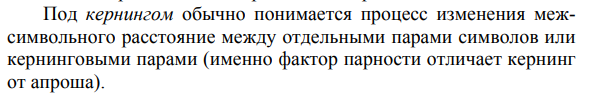 Под кернингом обычно понимается процесс изменения меж-
символьного расстояние между отдельными парами символов или
кернинговыми парами (именно фактор парности отличает кернинг
от апроша).